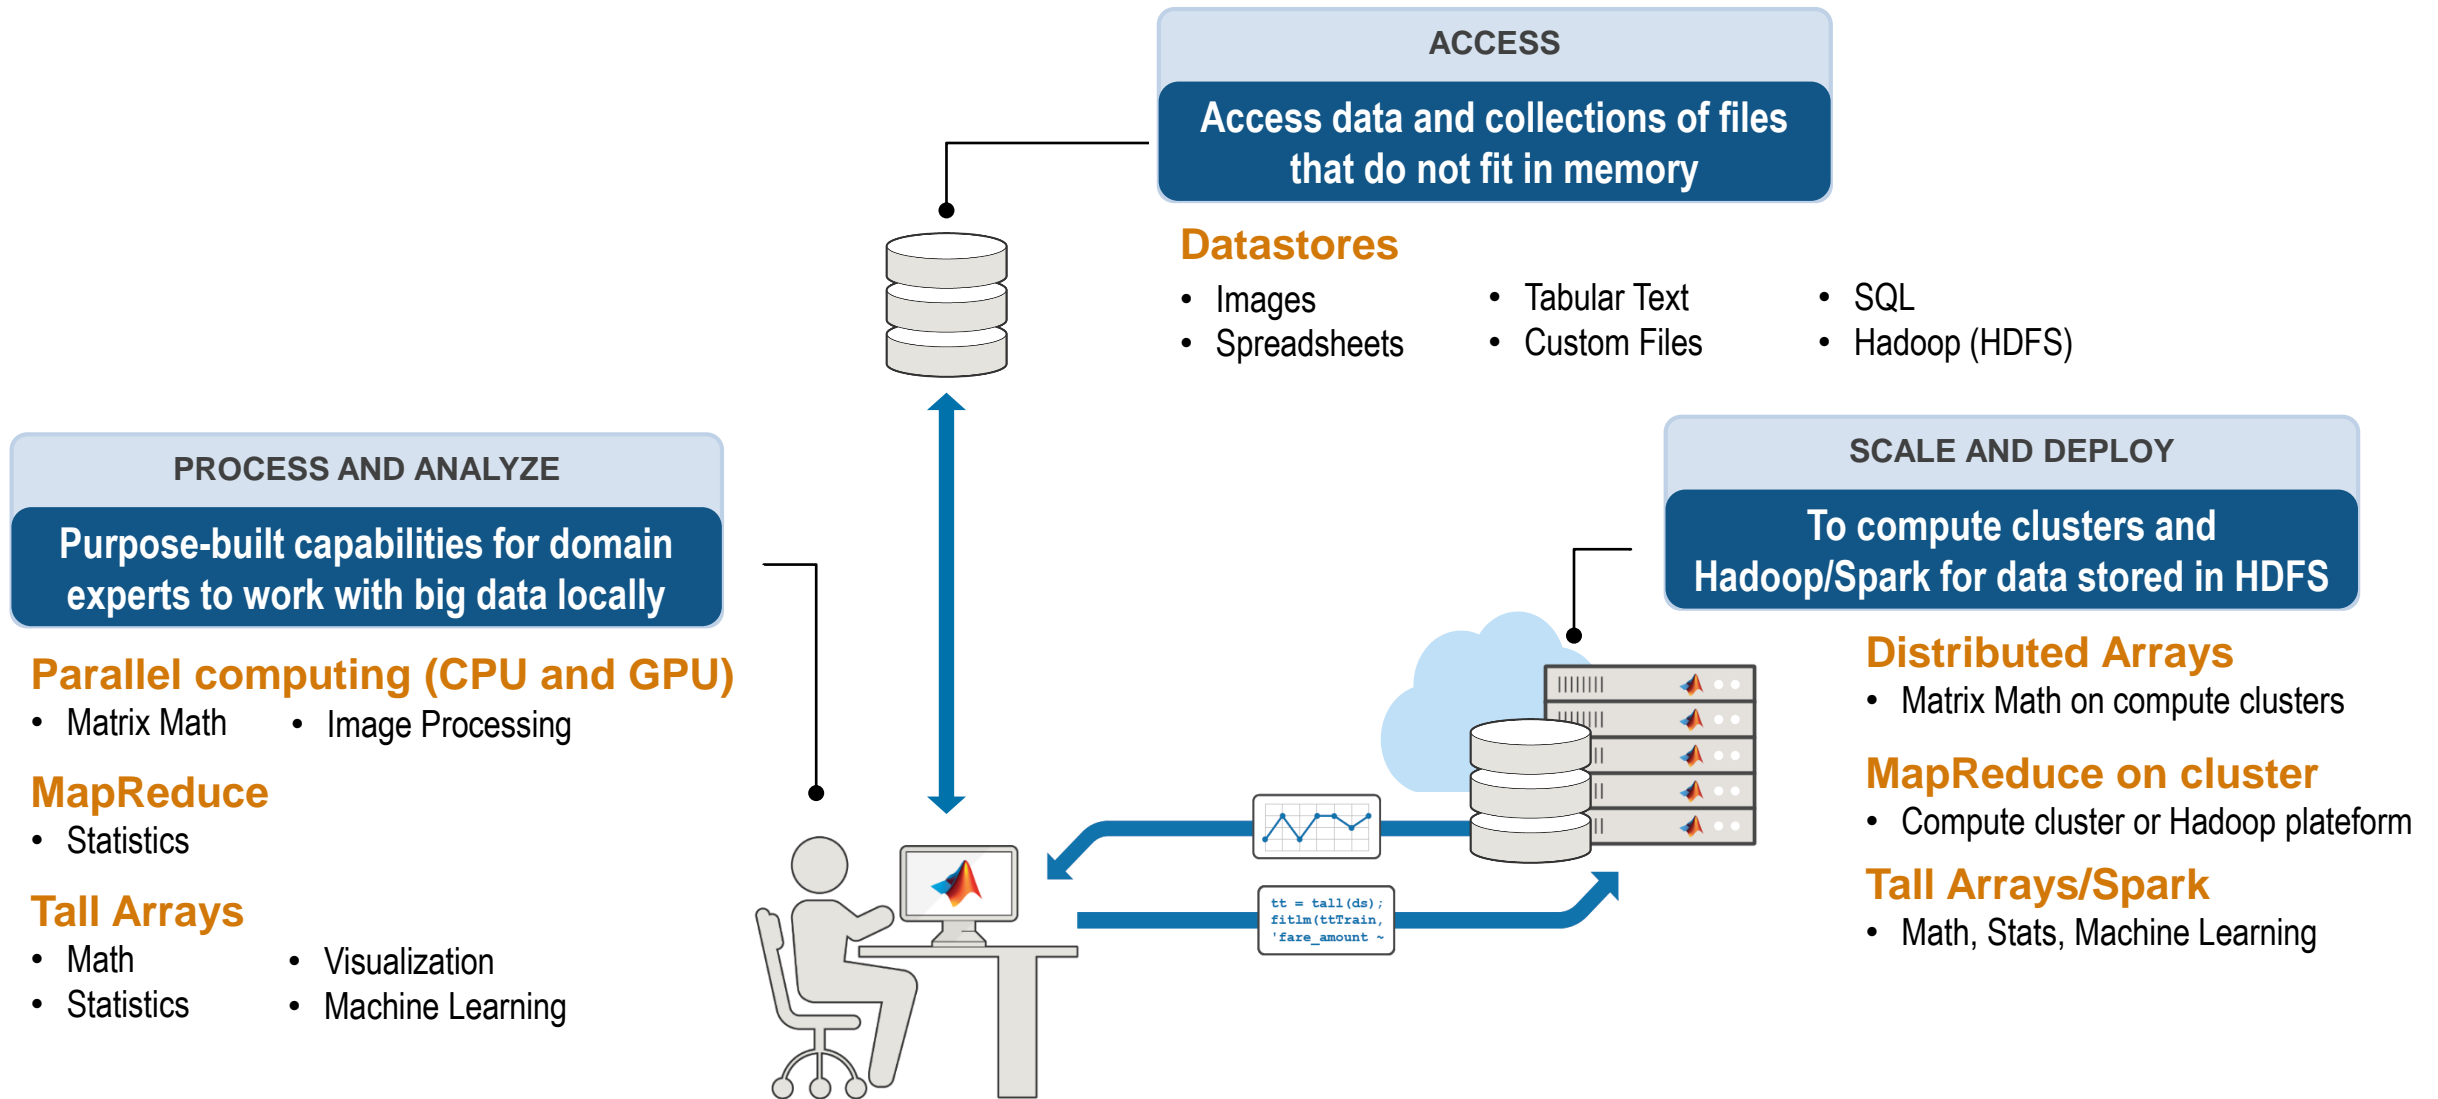 ACCESS
Access data and collections of files
that do not fit in memory
Datastores
• Images
• Spreadsheets
• Tabular Text
• Custom Files
• SQL
• Hadoop (HDFS)
PROCESS AND ANALYZE
Purpose-built capabilities for domain
experts to work with big data locally
Parallel computing (CPU and GPU)
• Matrix Math
• Image Processing
MapReduce
• Statistics
Tall Arrays
• Math
• Statistics
• Visualization
• Machine Learning
SCALE AND DEPLOY
To compute clusters and
Hadoop/Spark for data stored in HDFS
Distributed Arrays
• Matrix Math on compute clusters
MapReduce on cluster
• Compute cluster or Hadoop plateform
Tall Arrays/Spark
• Math, Stats, Machine Learning
tt = tall(ds);
fitlm(ttTrain,
'fare_amount ~